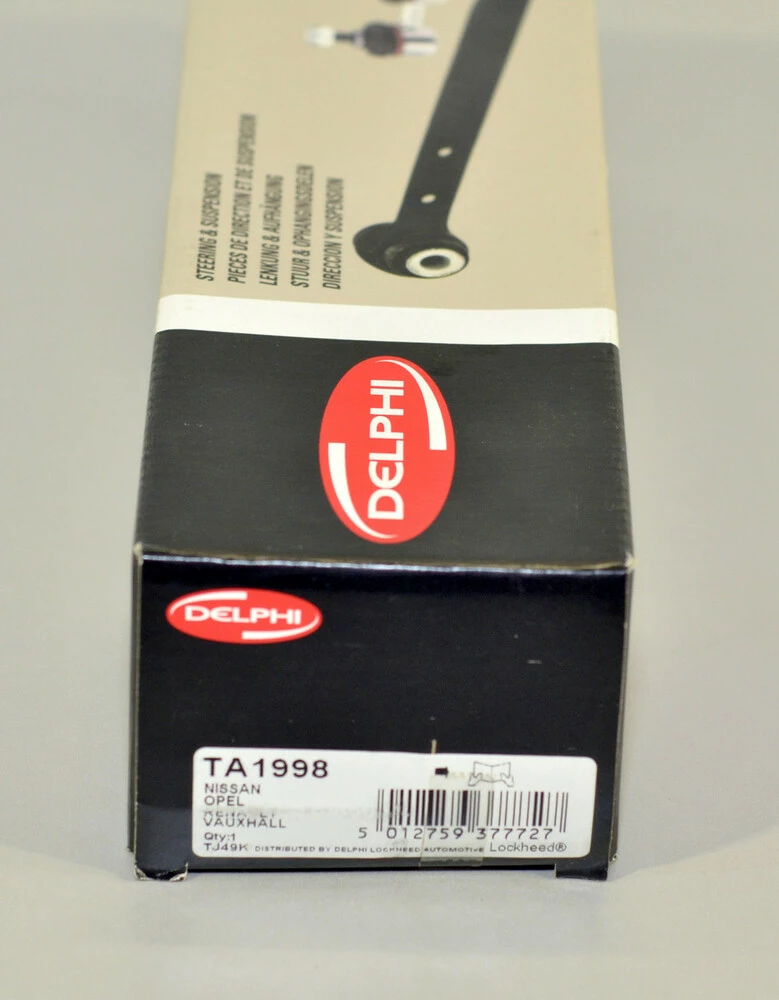 STEERING & SUSPENSION
PIECES DE DIRECTION ET DE SUSPENSION
LENKUNG & AUFHÄNGUNG
STUUR & OPHANGINGSDELEN
DIRECCION Y SUSPENSION
DELPHI
DELPHI
TA1998
NISSAN
OPEL
RENAULT
VAUXHALL
Qty:1
5 012759 377727
TJ49K DISTRIBUTED BY DELPHI LOCKHEED AUTOMOTIVE Lockheed®